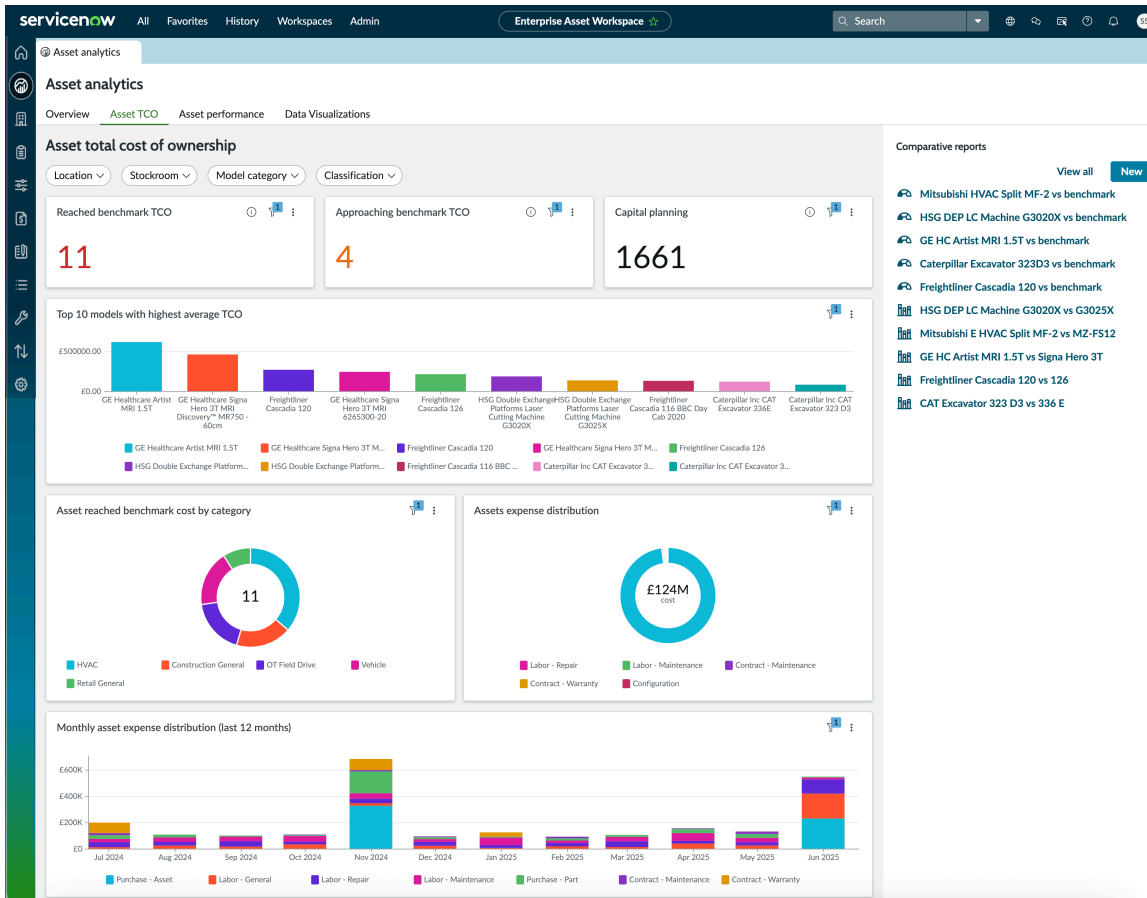 servicenow All Favorites History Workspaces Admin Enterprise Asset Workspace Search
Asset analytics
Asset analytics
Overview Asset TCO Asset performance Data Visualizations
Asset total cost of ownership
Location Stockroom Model category Classification
Reached benchmark TCO 1
11
Approaching benchmark TCO 1
4
Capital planning 1
1661
Top 10 models with highest average TCO 1
£500000.00
£0.00
GE Healthcare Artist MRI 1.5T
GE Healthcare Signa Hero 3T MRI Discovery™ MR750 - 60cm
Freightliner Cascadia 120
GE Healthcare Signa Hero 3T MRI 6265300-20
Freightliner Cascadia 126
HSG Double Exchange Platforms Laser Cutting Machine G3020X
HSG Double Exchange Platforms Laser Cutting Machine G3025X
Freightliner Cascadia 116 BBC Day Cab 2020
Caterpillar Inc CAT Excavator 336E
Caterpillar Inc CAT Excavator 323 D3
GE Healthcare Artist MRI 1.5T GE Healthcare Signa Hero 3T M... Freightliner Cascadia 120 GE Healthcare Signa Hero 3T M... Freightliner Cascadia 126
HSG Double Exchange Platform... HSG Double Exchange Platform... Freightliner Cascadia 116 BBC ... Caterpillar Inc CAT Excavator 3... Caterpillar Inc CAT Excavator 3...
Asset reached benchmark cost by category 1
11
HVAC Construction General OT Field Drive Vehicle
Retail General
Assets expense distribution 1
£124M
cost
Labor - Repair Labor - Maintenance Contract - Maintenance
Contract - Warranty Configuration
Monthly asset expense distribution (last 12 months) 1
£600K
£400K
£200K
£0
Jul 2024 Aug 2024 Sep 2024 Oct 2024 Nov 2024 Dec 2024 Jan 2025 Feb 2025 Mar 2025 Apr 2025 May 2025 Jun 2025
Purchase - Asset Labor - General Labor - Repair Labor - Maintenance Purchase - Part Contract - Maintenance Contract - Warranty
Comparative reports
View all New
Mitsubishi HVAC Split MF-2 vs benchmark
HSG DEP LC Machine G3020X vs benchmark
GE HC Artist MRI 1.5T vs benchmark
Caterpillar Excavator 323D3 vs benchmark
Freightliner Cascadia 120 vs benchmark
HSG DEP LC Machine G3020X vs G3025X
Mitsubishi E HVAC Split MF-2 vs MZ-FS12
GE HC Artist MRI 1.5T vs Signa Hero 3T
Freightliner Cascadia 120 vs 126
CAT Excavator 323 D3 vs 336 E